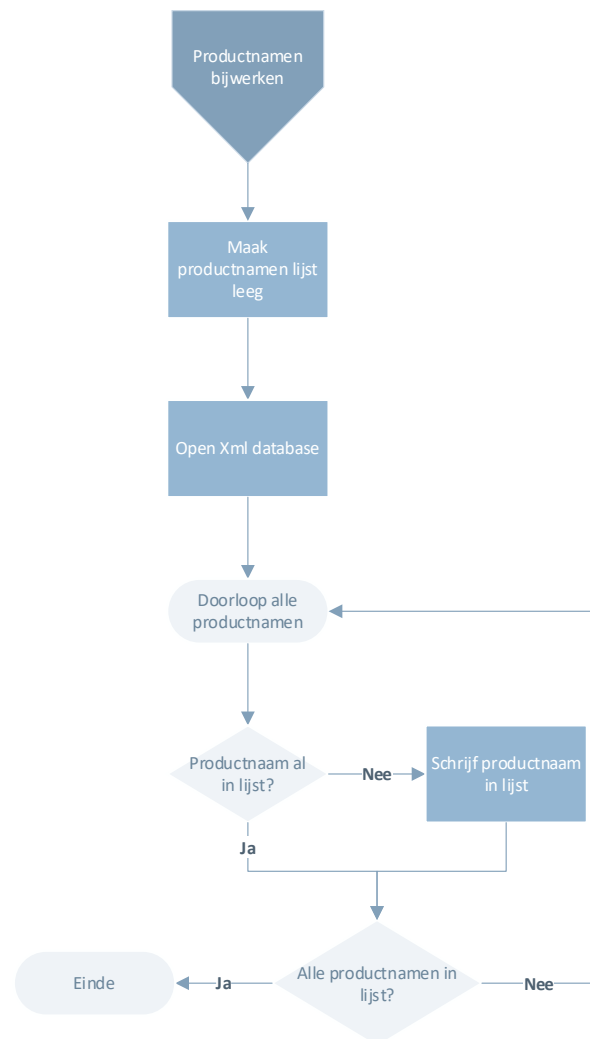 Productnamen
bijwerken
Maak
productnamen lijst
leeg
Open Xml database
Doorloop alle
productnamen
Productnaam al
in lijst?
Nee
Schrijf productnaam
in lijst
Ja
Alle productnamen in
lijst?
Ja
Einde
Nee